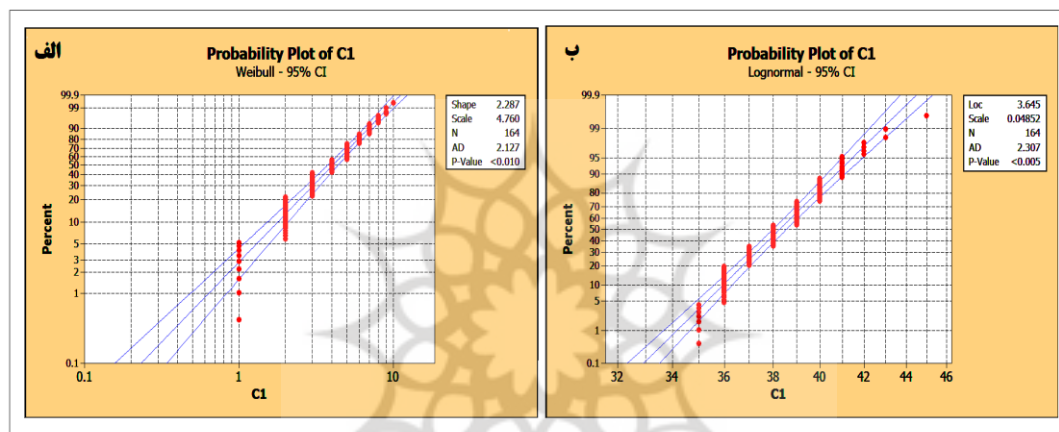 الف
Probability Plot of C1
Weibull - 95% CI
99.9
99
90
80
70
60
50
40
30
20
10
5
3
2
1
0.1
Percent
0.1 1 10
C1
Shape 2.287
Scale 4.760
N 164
AD 2.127
P-Value <0.010
ب
Probability Plot of C1
Lognormal - 95% CI
99.9
99
95
90
80
70
60
50
40
30
20
10
5
1
0.1
Percent
32 34 36 38 40 42 44 46
C1
Loc 3.645
Scale 0.04852
N 164
AD 2.307
P-Value <0.005